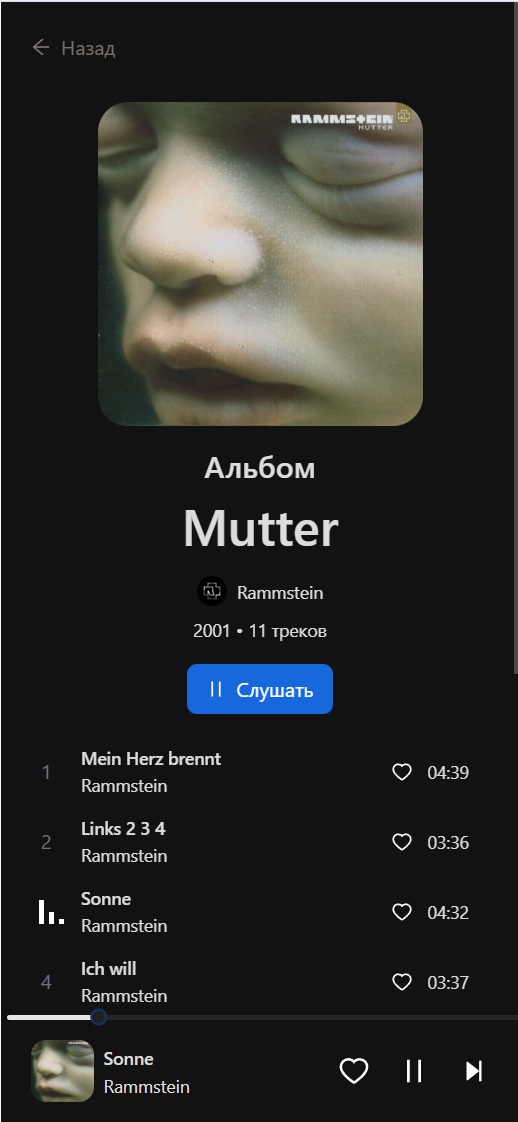 Назад
RAMMSTEIN
MUTTER
Альбом
Mutter
Rammstein
2001 • 11 треков
Слушать
1 Mein Herz brennt 04:39
Rammstein
2 Links 2 3 4 03:36
Rammstein
Sonne 04:32
Rammstein
4 Ich will 03:37
Rammstein
Sonne
Rammstein